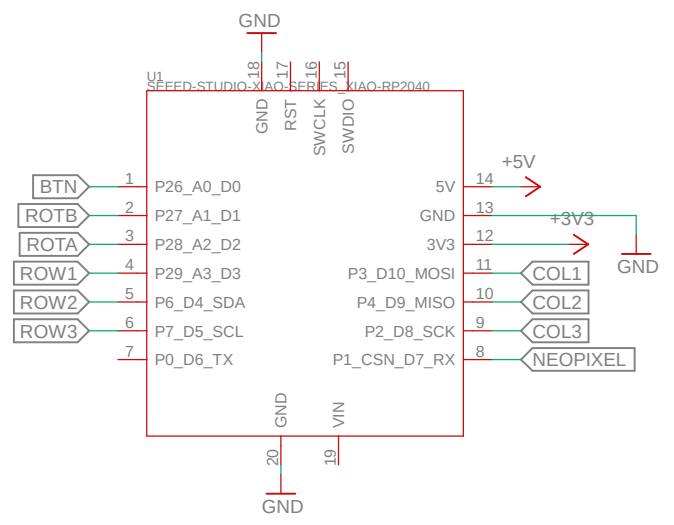 GND
U1
SEEED-STUDIO-XIAO-SERIES_XIAO-RP2040
18 17 16 15
GND RST SWCLK SWDIO
+5V
BTN 1 P26_A0_D0 5V 14
ROTB 2 P27_A1_D1 GND 13
+3V3
ROTA 3 P28_A2_D2 3V3 12
GND
ROW1 4 P29_A3_D3 P3_D10_MOSI 11 COL1
ROW2 5 P6_D4_SDA P4_D9_MISO 10 COL2
ROW3 6 P7_D5_SCL P2_D8_SCK 9 COL3
7 P0_D6_TX P1_CSN_D7_RX 8 NEOPIXEL
GND VIN
20 19
GND